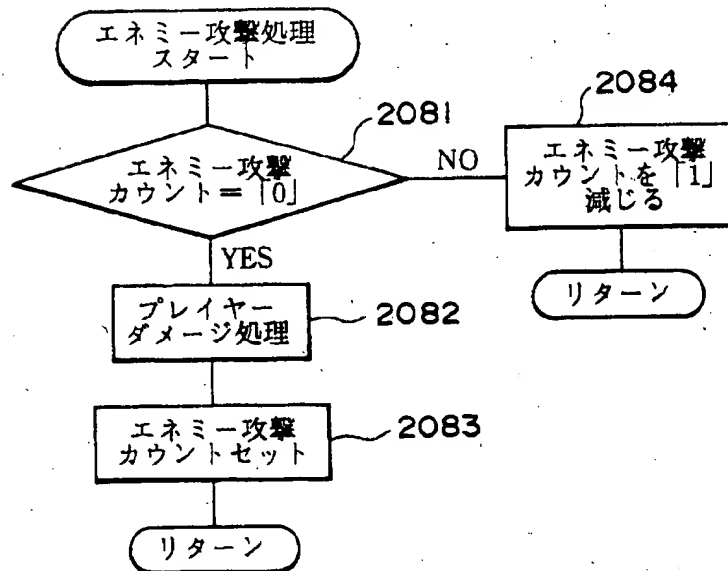 エネミー攻撃処理
スタート
2081
エネミー攻撃
カウント=「0」
NO
2084
エネミー攻撃
カウントを「1」
減じる
リターン
YES
プレイヤー
ダメージ処理
2082
エネミー攻撃
カウントセット
2083
リターン